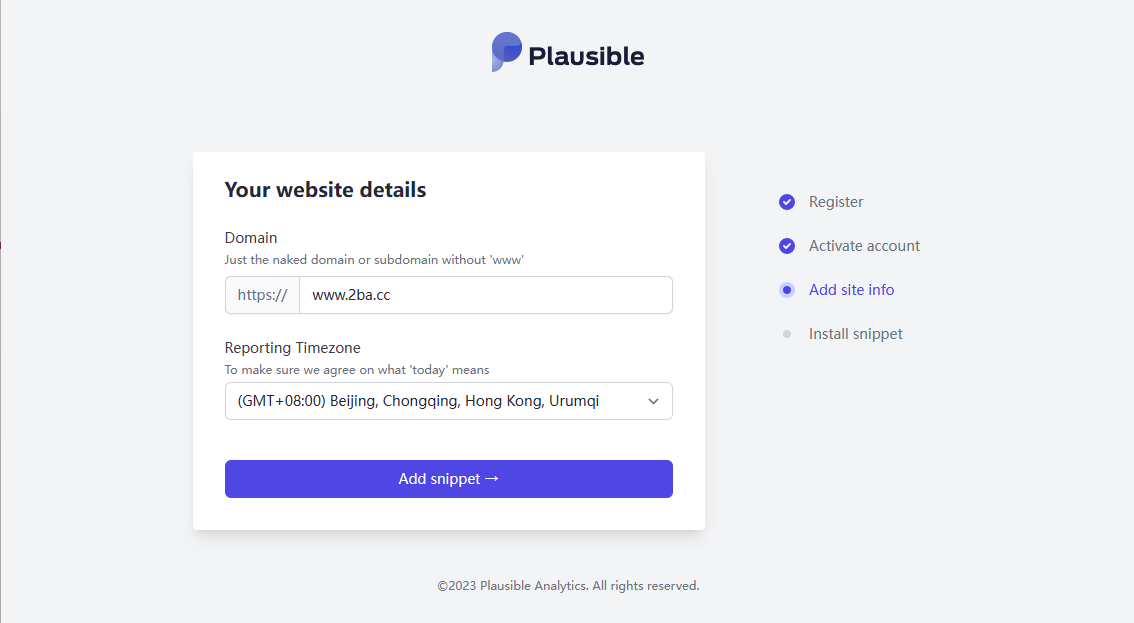 Plausible
Your website details
Domain
Just the naked domain or subdomain without 'www'
https:// www.2ba.cc
Reporting Timezone
To make sure we agree on what 'today' means
(GMT+08:00) Beijing, Chongqing, Hong Kong, Urumqi
Add snippet →
Register
Activate account
Add site info
Install snippet
©2023 Plausible Analytics. All rights reserved.